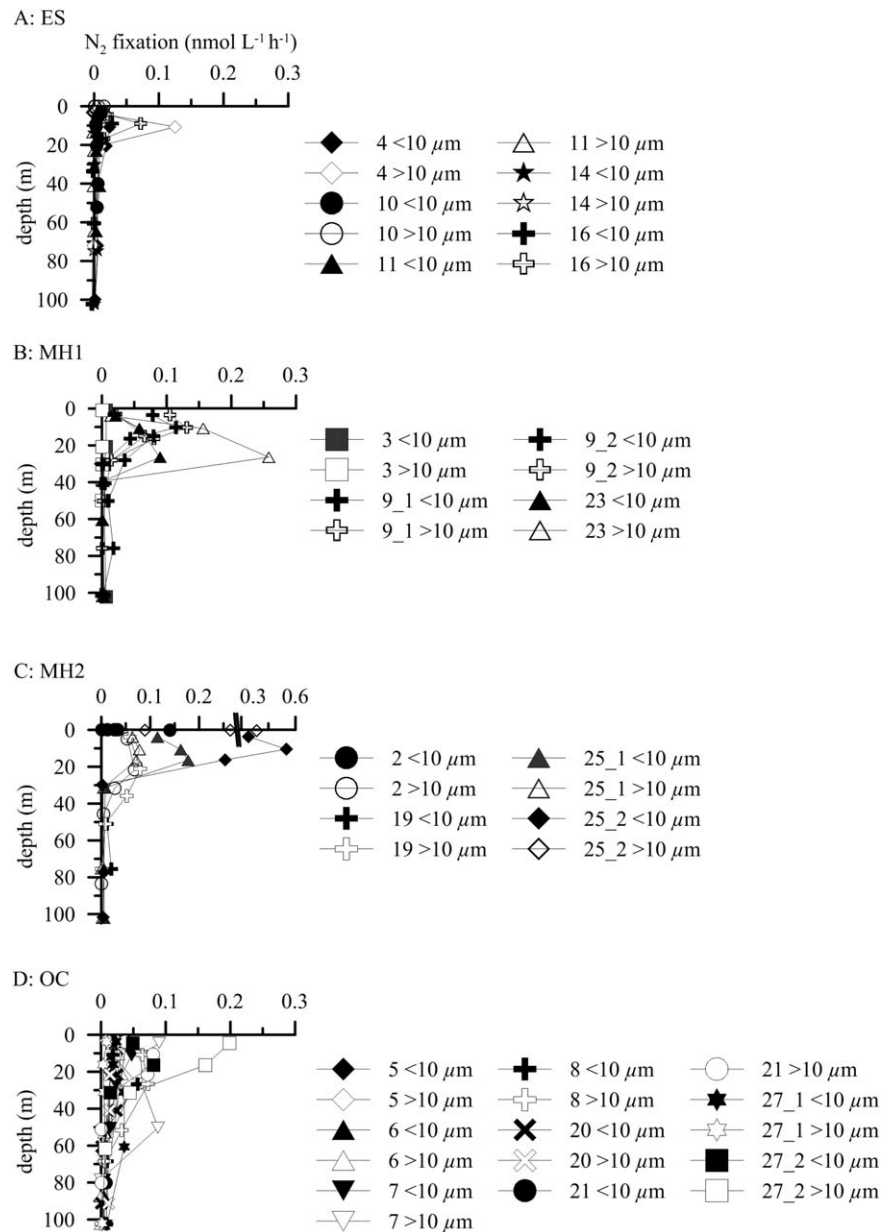 A: ES
N₂ fixation (nmol L⁻¹ h⁻¹)
0 0.1 0.2 0.3
depth (m)
0
20
40
60
80
100
4 <10 µm
4 >10 µm
10 <10 µm
10 >10 µm
11 <10 µm
11 >10 µm
14 <10 µm
14 >10 µm
16 <10 µm
16 >10 µm
B: MH1
0 0.1 0.2 0.3
depth (m)
0
20
40
60
80
100
3 <10 µm
3 >10 µm
9_1 <10 µm
9_1 >10 µm
9_2 <10 µm
9_2 >10 µm
23 <10 µm
23 >10 µm
C: MH2
0 0.1 0.2 0.3 0.6
depth (m)
0
20
40
60
80
100
2 <10 µm
2 >10 µm
19 <10 µm
19 >10 µm
25_1 <10 µm
25_1 >10 µm
25_2 <10 µm
25_2 >10 µm
D: OC
0 0.1 0.2 0.3
depth (m)
0
20
40
60
80
100
5 <10 µm
5 >10 µm
6 <10 µm
6 >10 µm
7 <10 µm
7 >10 µm
8 <10 µm
8 >10 µm
20 <10 µm
20 >10 µm
21 <10 µm
21 >10 µm
27_1 <10 µm
27_1 >10 µm
27_2 <10 µm
27_2 >10 µm